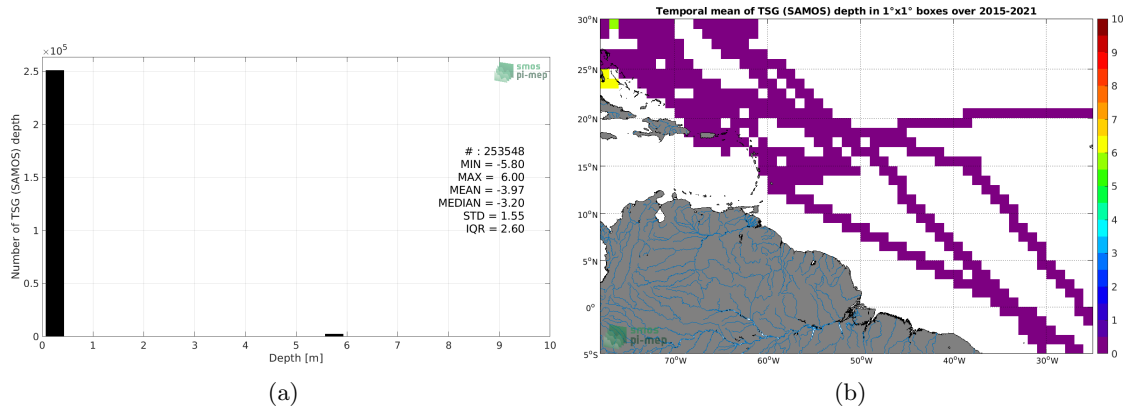 ×10⁵
2.5
2
1.5
1
0.5
0
Number of TSG (SAMOS) depth
smos
pi-mep
# : 253548
MIN = -5.80
MAX = 6.00
MEAN = -3.97
MEDIAN = -3.20
STD = 1.55
IQR = 2.60
0 1 2 3 4 5 6 7 8 9 10
Depth [m]
(a)
Temporal mean of TSG (SAMOS) depth in 1°x1° boxes over 2015-2021
30°N
25°N
20°N
15°N
10°N
5°N
0°
5°S
smos
pi-mep
70°W 60°W 50°W 40°W 30°W
10
9
8
7
6
5
4
3
2
1
0
(b)